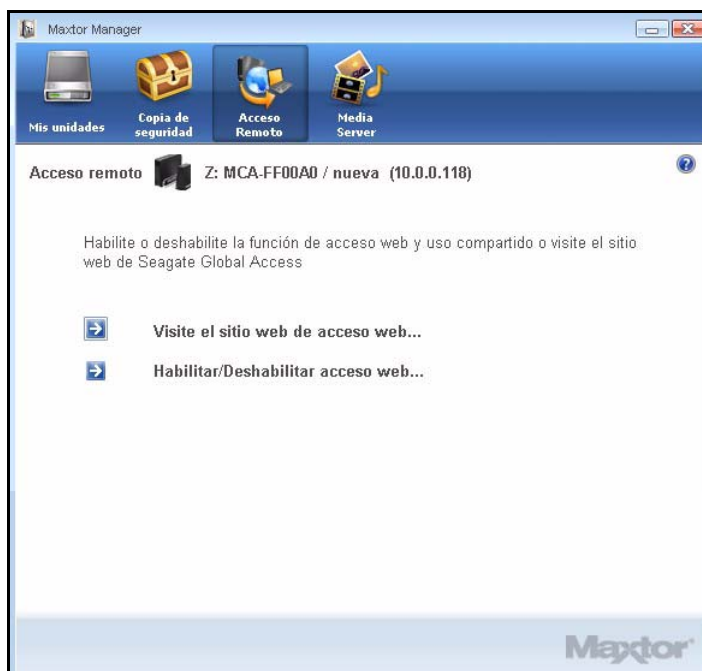 Maxtor Manager
Mis unidades
Copia de
seguridad
Acceso
Remoto
Media
Server
Acceso remoto Z: MCA-FF00A0 / nueva (10.0.0.118)
?
Habilite o deshabilite la función de acceso web y uso compartido o visite el sitio
web de Seagate Global Access
Visite el sitio web de acceso web...
Habilitar/Deshabilitar acceso web...
Maxtor